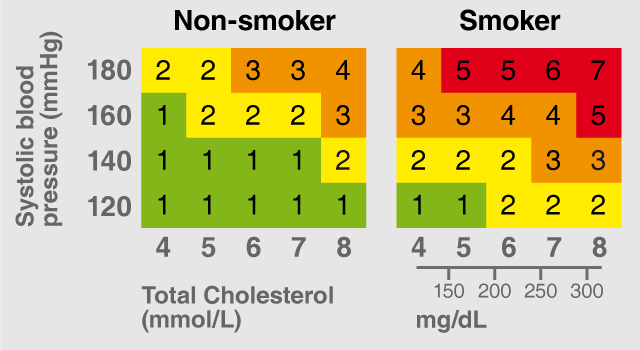 Non-smoker Smoker
Systolic blood
pressure (mmHg)
180 2 2 3 3 4 4 5 5 6 7
160 1 2 2 2 3 3 3 4 4 5
140 1 1 1 1 2 2 2 2 3 3
120 1 1 1 1 1 1 1 2 2 2
4 5 6 7 8 4 5 6 7 8
150 200 250 300
Total Cholesterol
(mmol/L)
mg/dL